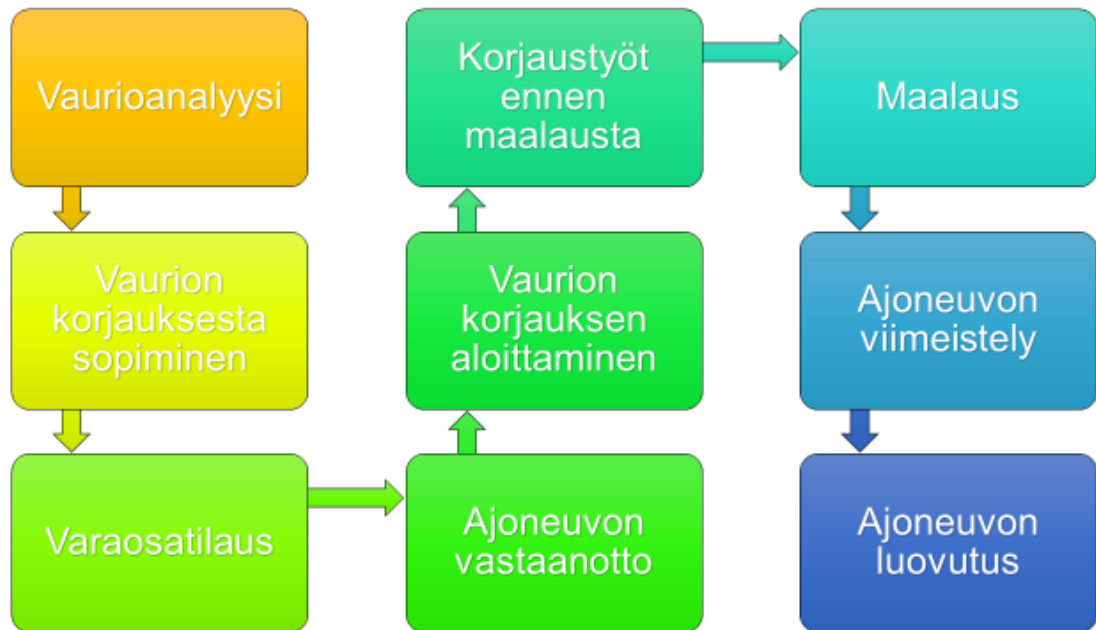 Vaurioanalyysi
Vaurion
korjauksesta
sopiminen
Varaosatilaus
Ajoneuvon
vastaanotto
Vaurion
korjauksen
aloittaminen
Korjaustyöt
ennen
maalausta
Maalaus
Ajoneuvon
viimeistely
Ajoneuvon
luovutus